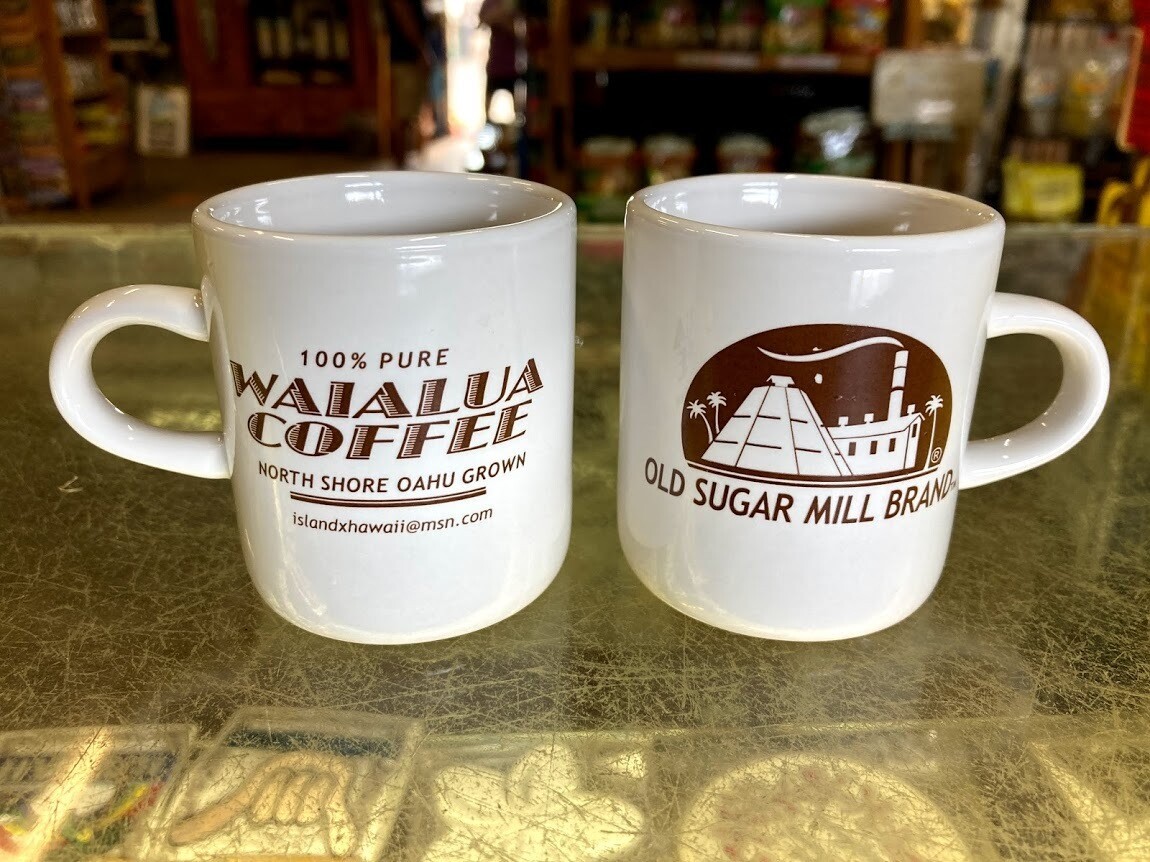 100% PURE
WAIALUA
COFFEE
NORTH SHORE OAHU GROWN
islandxhawaii@msn.com
®
OLD SUGAR MILL BRAND